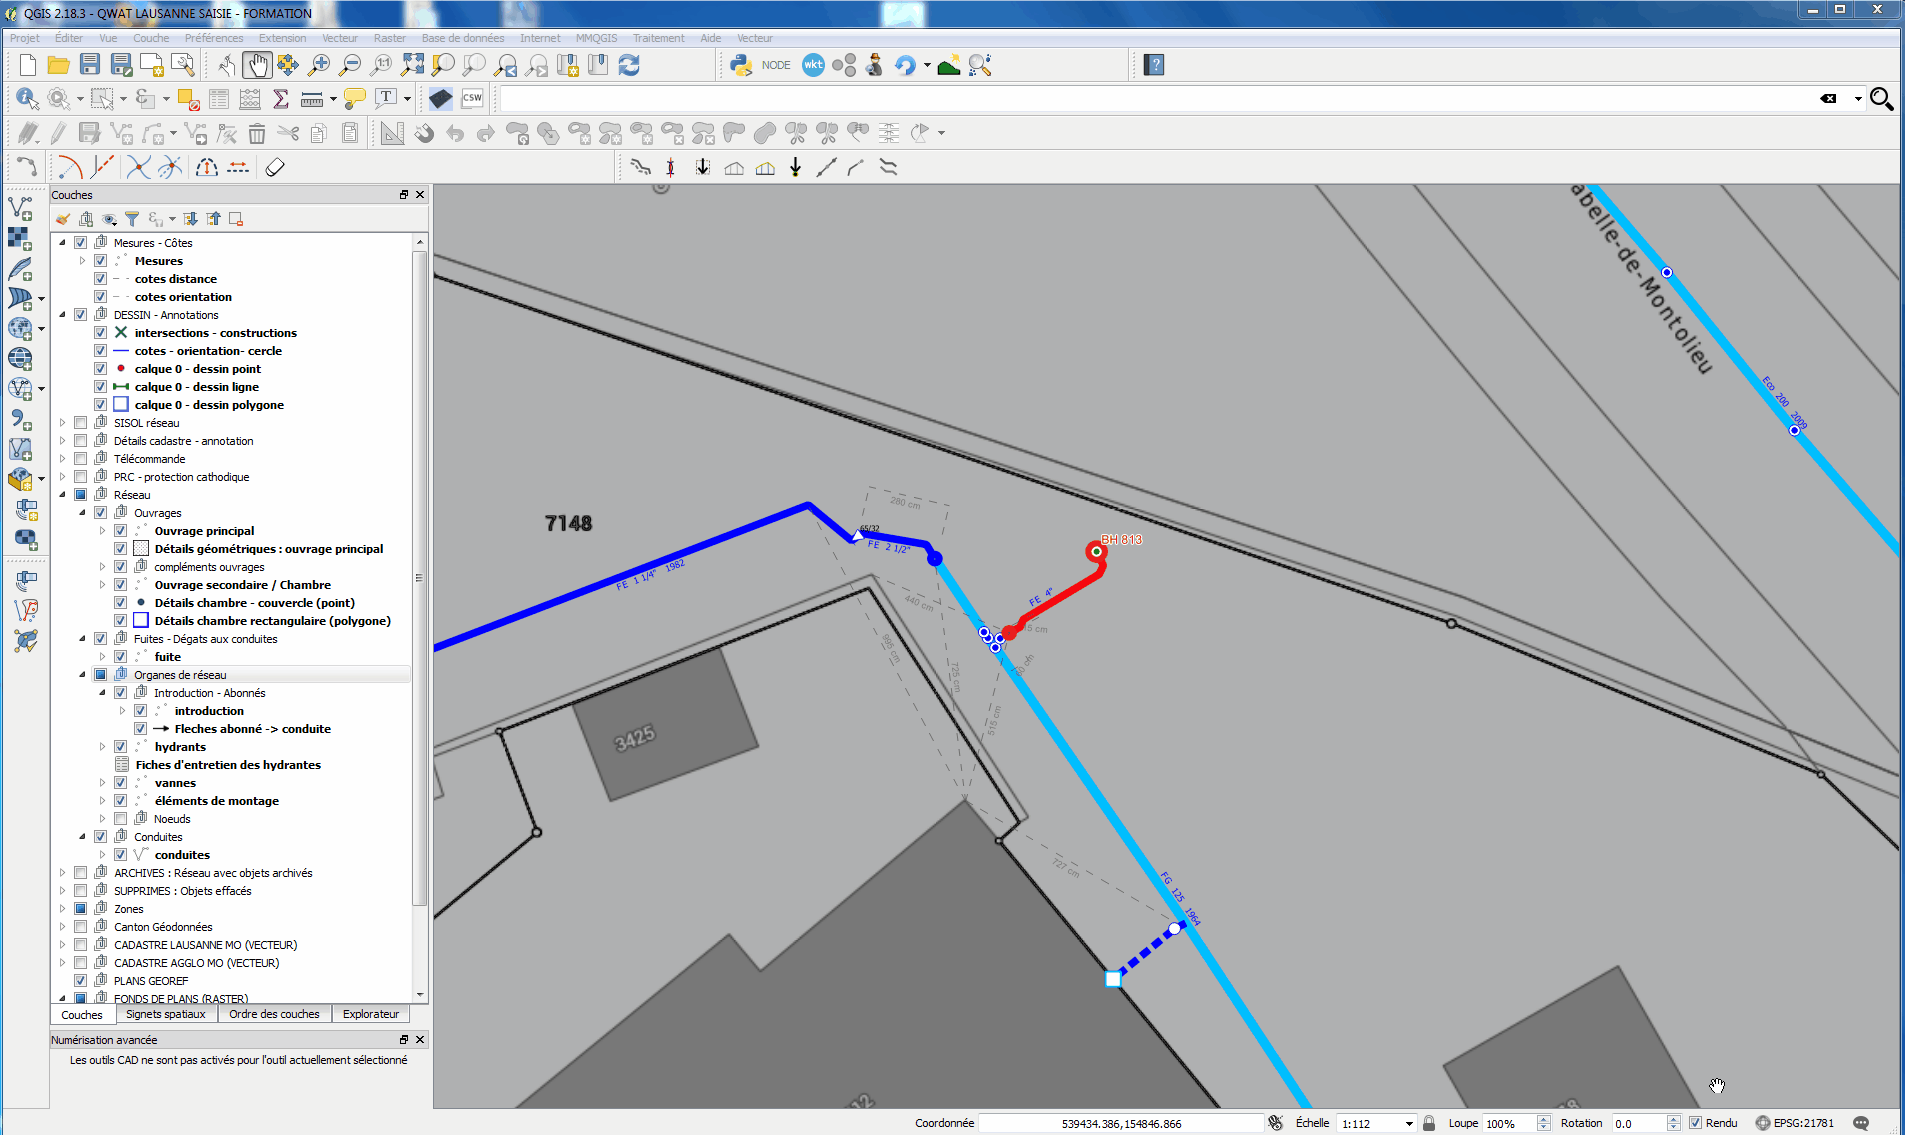 QGIS 2.18.3 - QWAT LAUSANNE SAISIE - FORMATION
Projet Éditer Vue Couche Préférences Extension Vecteur Raster Base de données Internet MMQGIS Traitement Aide Vecteur
1:1
NODE
wkt
?
T
CSW
Couches
Mesures - Côtes
Mesures
cotes distance
cotes orientation
DESSIN - Annotations
intersections - constructions
cotes - orientation- cercle
calque 0 - dessin point
calque 0 - dessin ligne
calque 0 - dessin polygone
SISOL réseau
Détails cadastre - annotation
Télécommande
PRC - protection cathodique
Réseau
Ouvrages
Ouvrage principal
Détails géométriques : ouvrage principal
compléments ouvrages
Ouvrage secondaire / Chambre
Détails chambre - couvercle (point)
Détails chambre rectangulaire (polygone)
Fuites - Dégats aux conduites
fuite
Organes de réseau
Introduction - Abonnés
introduction
Fleches abonné -> conduite
hydrants
Fiches d'entretien des hydrantes
vannes
éléments de montage
Noeuds
Conduites
conduites
ARCHIVES : Réseau avec objets archivés
SUPPRIMES : Objets effacés
Zones
Canton Géodonnées
CADASTRE LAUSANNE MO (VECTEUR)
CADASTRE AGGLO MO (VECTEUR)
PLANS GEOREF
FONDS DE PLANS (RASTER)
Couches Signets spatiaux Ordre des couches Explorateur
Numérisation avancée
Les outils CAD ne sont pas activés pour l'outil actuellement sélectionné
abelle-de-Montolieu
Eco 200 2009
280 cm
7148
65/32
FE 2 1/2"
BH 813
FE 1 1/4" 1982
FE 4"
440 cm
995 cm
725 cm
515 cm
3425
727 cm
FG 125 1964
Coordonnée 539434.386,154846.866 Échelle 1:112 Loupe 100% Rotation 0.0 Rendu EPSG:21781